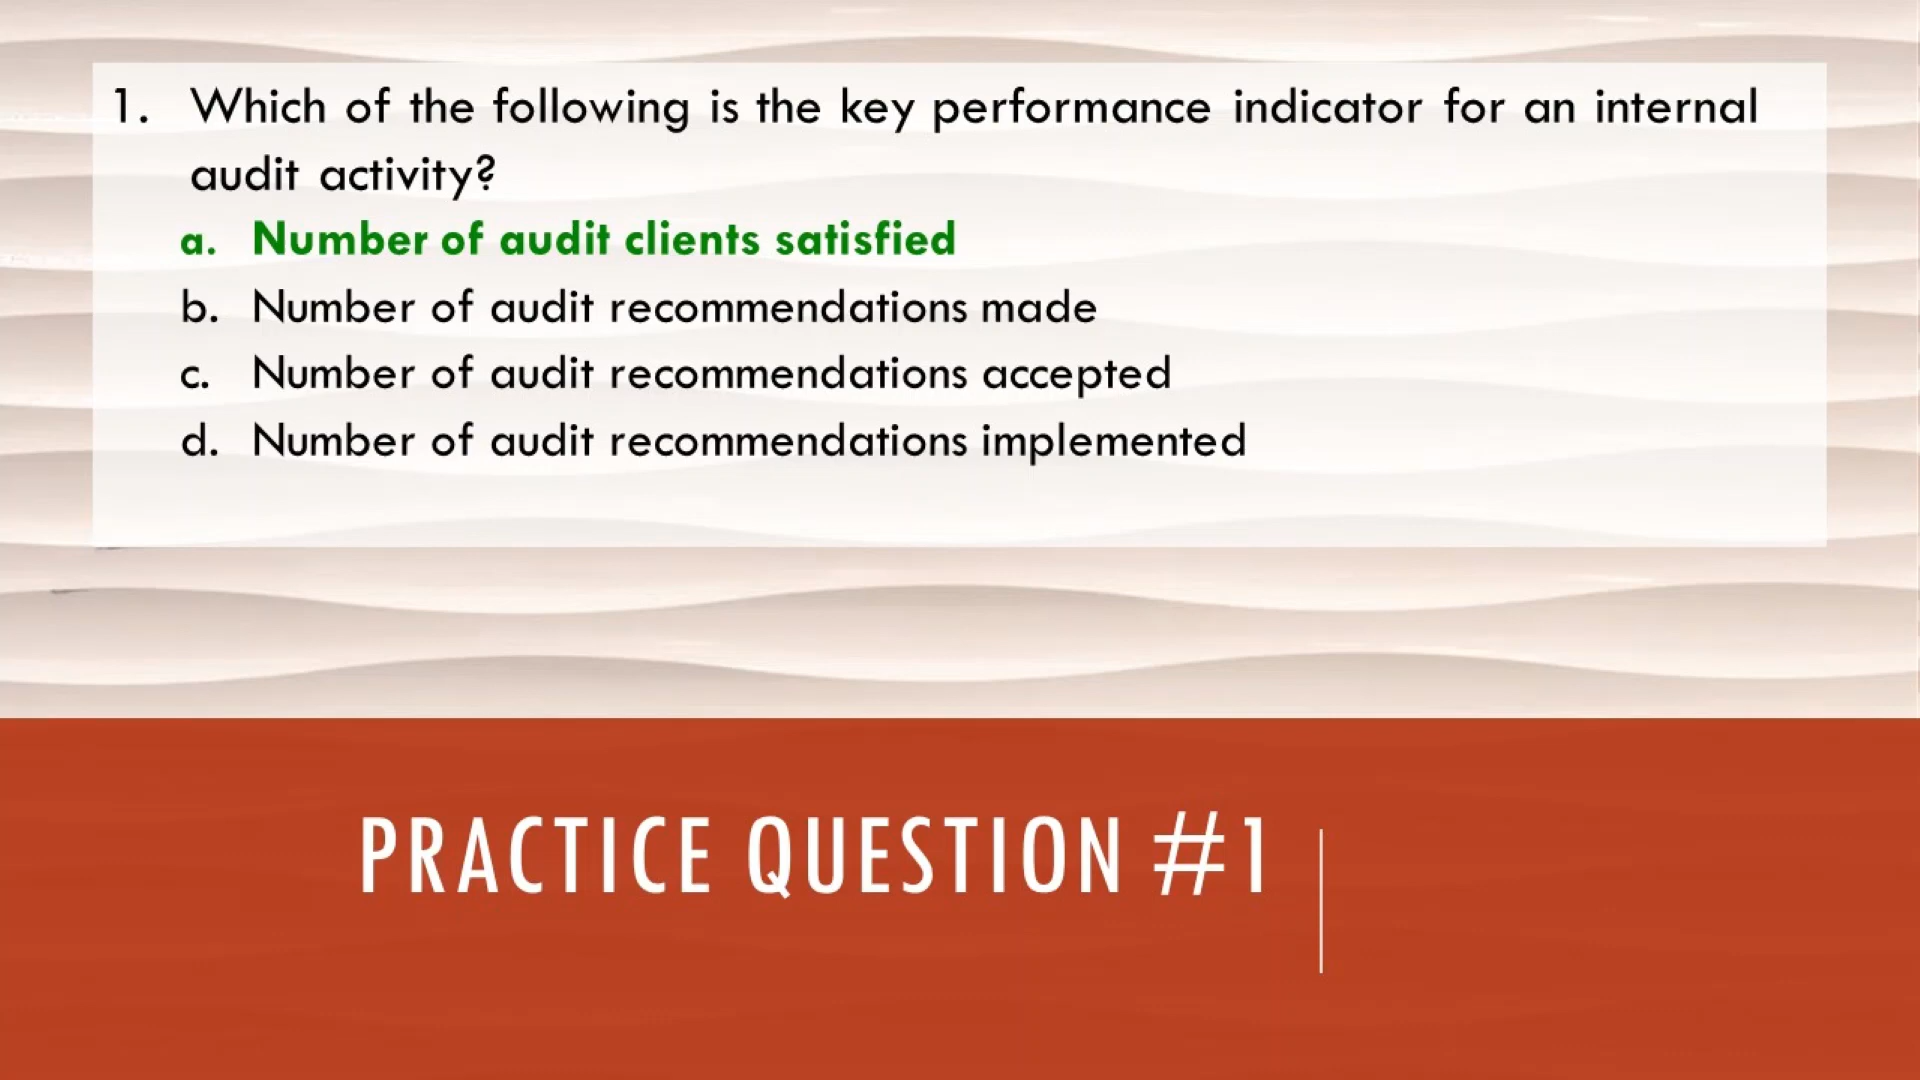 1. Which of the following is the key performance indicator for an internal
audit activity?
a. Number of audit clients satisfied
b. Number of audit recommendations made
c. Number of audit recommendations accepted
d. Number of audit recommendations implemented
PRACTICE QUESTION #1